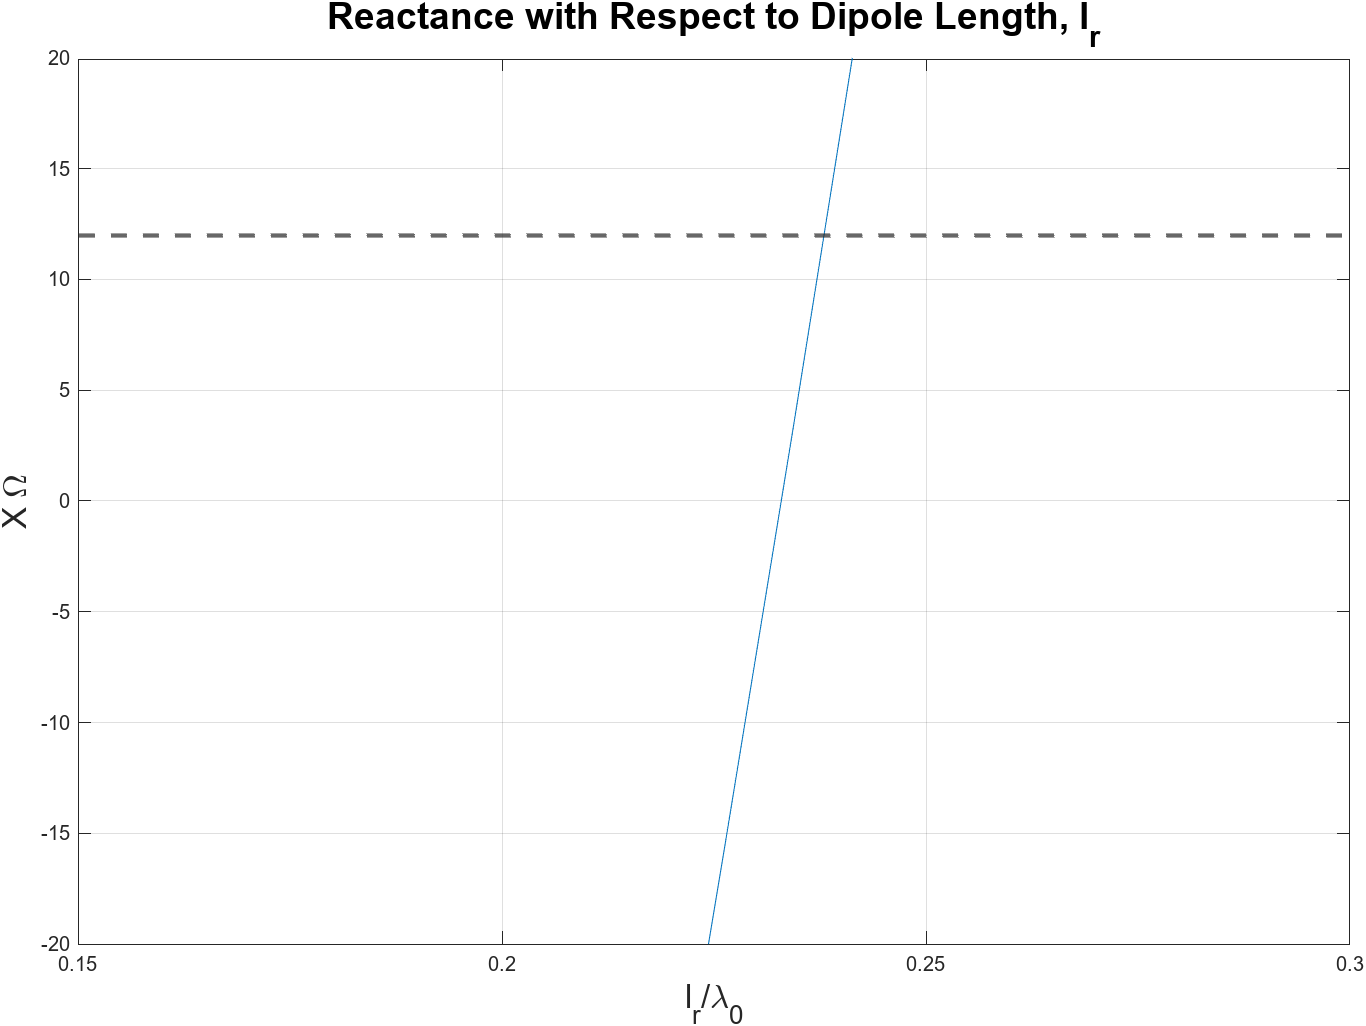 Reactance with Respect to Dipole Length, l_r
20
15
10
5
0
-5
-10
-15
-20
X Ω
0.15 0.2 0.25 0.3
l_r/λ_0